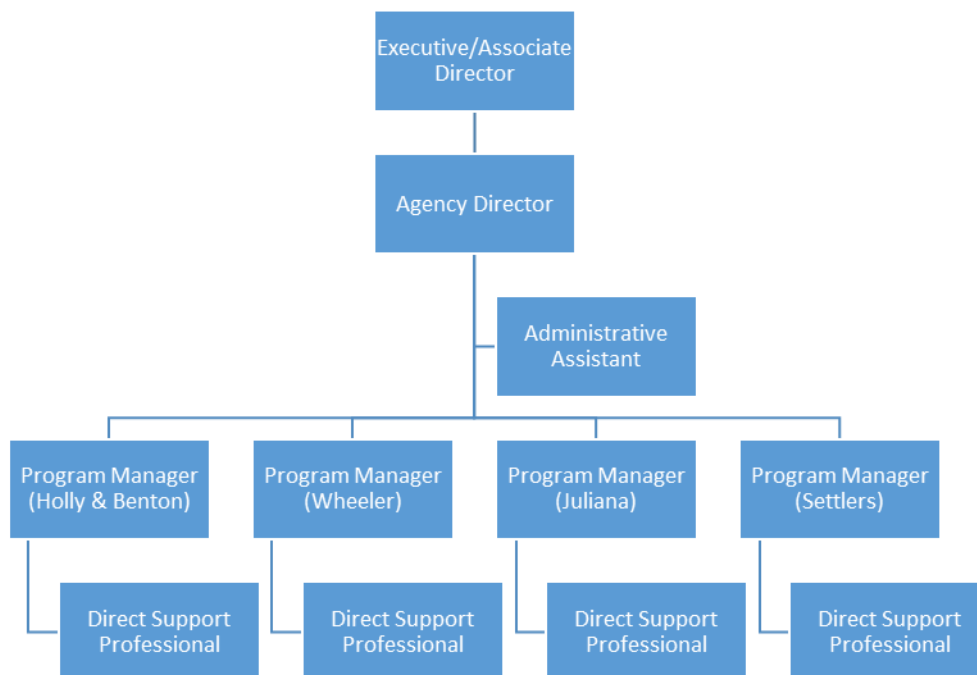 Executive/Associate
Director
Agency Director
Administrative
Assistant
Program Manager
(Holly & Benton)
Program Manager
(Wheeler)
Program Manager
(Juliana)
Program Manager
(Settlers)
Direct Support
Professional
Direct Support
Professional
Direct Support
Professional
Direct Support
Professional